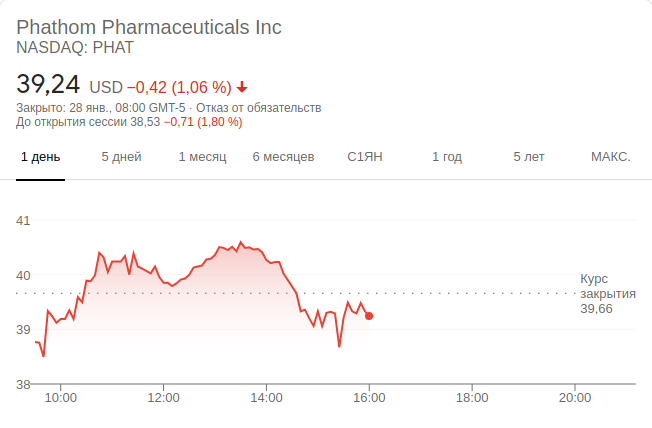 Phathom Pharmaceuticals Inc
NASDAQ: PHAT
39,24 USD −0,42 (1,06 %)
Закрыто: 28 янв., 08:00 GMT-5 · Отказ от обязательств
До открытия сессии 38,53 −0,71 (1,80 %)
1 день 5 дней 1 месяц 6 месяцев С1ЯН 1 год 5 лет МАКС.
41
40
Курс
закрытия
39,66
39
38
10:00 12:00 14:00 16:00 18:00 20:00